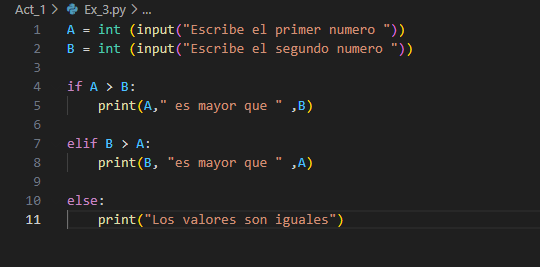 Act_1 > Ex_3.py > ...
1 A = int (input("Escribe el primer numero "))
2 B = int (input("Escribe el segundo numero "))
3
4 if A > B:
5     print(A," es mayor que " ,B)
6
7 elif B > A:
8     print(B, "es mayor que " ,A)
9
10 else:
11     print("Los valores son iguales")